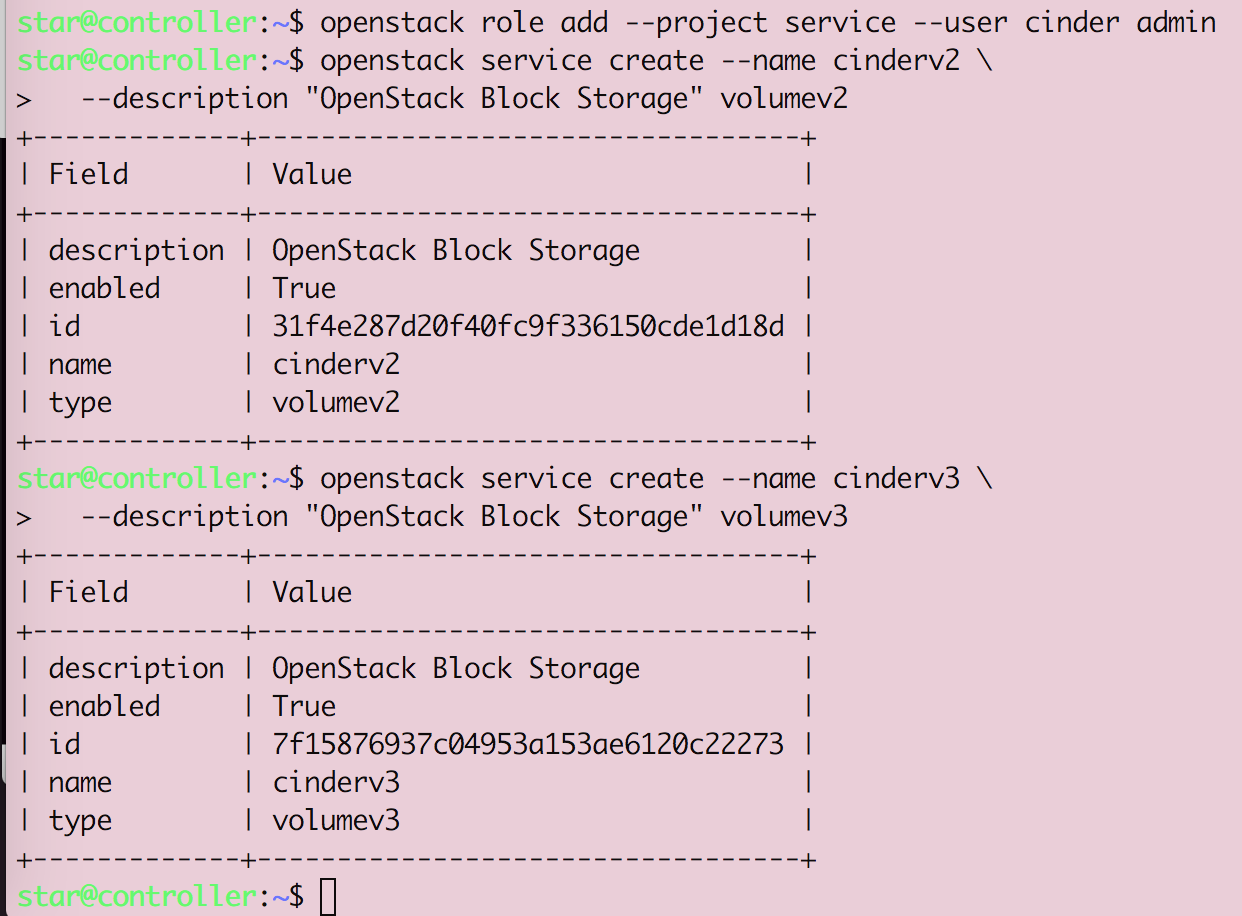 star@controller:~$ openstack role add --project service --user cinder admin
star@controller:~$ openstack service create --name cinderv2 \
>   --description "OpenStack Block Storage" volumev2
+-------------+----------------------------------+
| Field       | Value                            |
+-------------+----------------------------------+
| description | OpenStack Block Storage          |
| enabled     | True                             |
| id          | 31f4e287d20f40fc9f336150cde1d18d |
| name        | cinderv2                         |
| type        | volumev2                         |
+-------------+----------------------------------+
star@controller:~$ openstack service create --name cinderv3 \
>   --description "OpenStack Block Storage" volumev3
+-------------+----------------------------------+
| Field       | Value                            |
+-------------+----------------------------------+
| description | OpenStack Block Storage          |
| enabled     | True                             |
| id          | 7f15876937c04953a153ae6120c22273 |
| name        | cinderv3                         |
| type        | volumev3                         |
+-------------+----------------------------------+
star@controller:~$